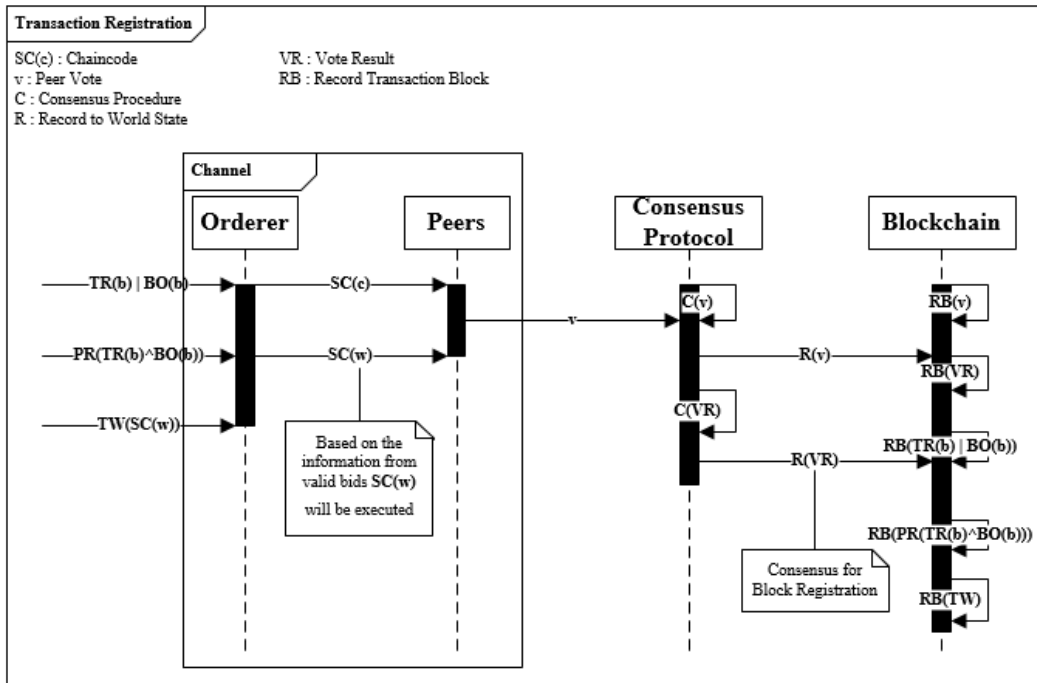 Transaction Registration
SC(c) : Chaincode
v : Peer Vote
C : Consensus Procedure
R : Record to World State
VR : Vote Result
RB : Record Transaction Block
Channel
Orderer
Peers
Consensus
Protocol
Blockchain
TR(b) | BO(b)
SC(c)
C(v)
RB(v)
v
PR(TR(b)^BO(b))
SC(w)
R(v)
RB(VR)
C(VR)
TW(SC(w))
Based on the
information from
valid bids SC(w)
will be executed
RB(TR(b) | BO(b))
R(VR)
RB(PR(TR(b)^BO(b)))
Consensus for
Block Registration
RB(TW)